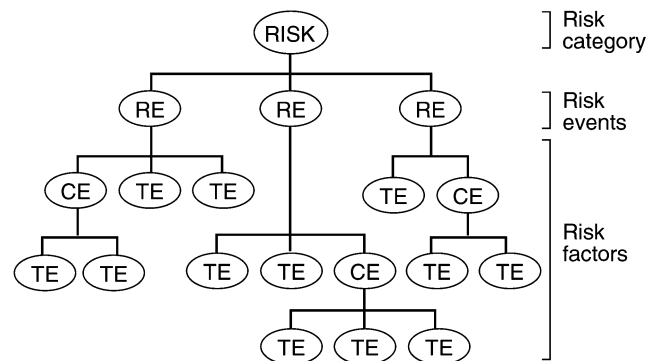 RISK
Risk
category
RE RE RE
Risk
events
CE TE TE TE CE
Risk
factors
TE TE TE TE CE TE TE
TE TE TE